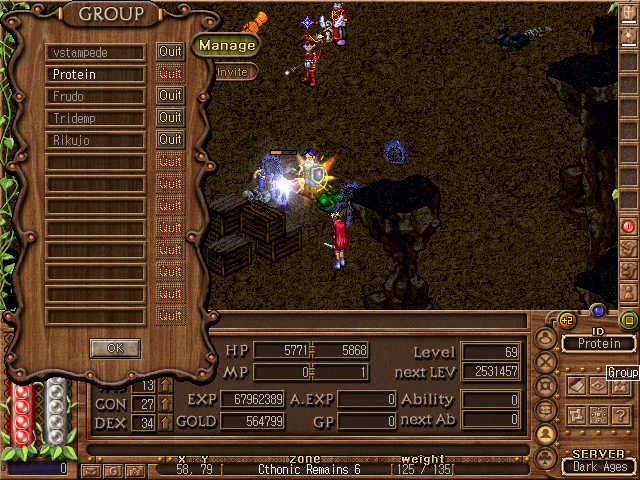 GROUP
Manage
Invite
vstampede Quit
Protein Quit
Frudo Quit
Tridemp Quit
Rikujo Quit
Quit
Quit
Quit
Quit
Quit
Quit
Quit
Quit
OK
HP 5771 5868
MP 0 1
Level 69
next LEV 2531457
13
CON 27
DEX 34
EXP 67962389
GOLD 564799
A.EXP 0
GP 0
Ability 0
next Ab 0
+2
ID
Protein
Group
?
SERVER
Dark Ages
0
G
x . Y zone weight
58, 79 [ Cthonic Remains 6 [125 / 135[